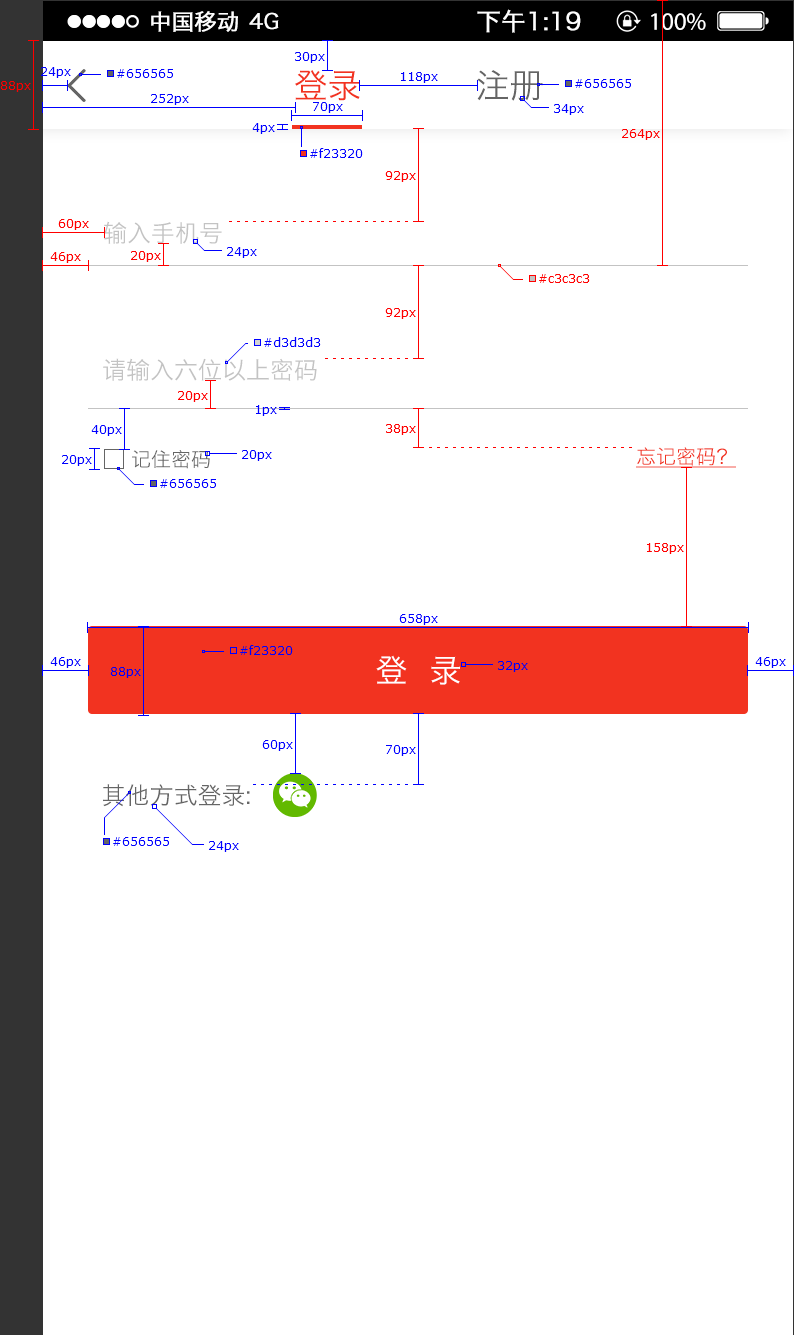 中国移动 4G 下午1:19 100%
30px
24px #656565 登录 118px 注册 #656565
88px
252px 70px 34px
4px 264px
#f23320
92px
60px 输入手机号
24px
46px 20px
#c3c3c3
92px
#d3d3d3
请输入六位以上密码
20px
1px
40px 38px
20px 记住密码 20px 忘记密码?
#656565
158px
658px
#f23320
46px 88px 登 录 32px 46px
60px 70px
其他方式登录:
#656565 24px